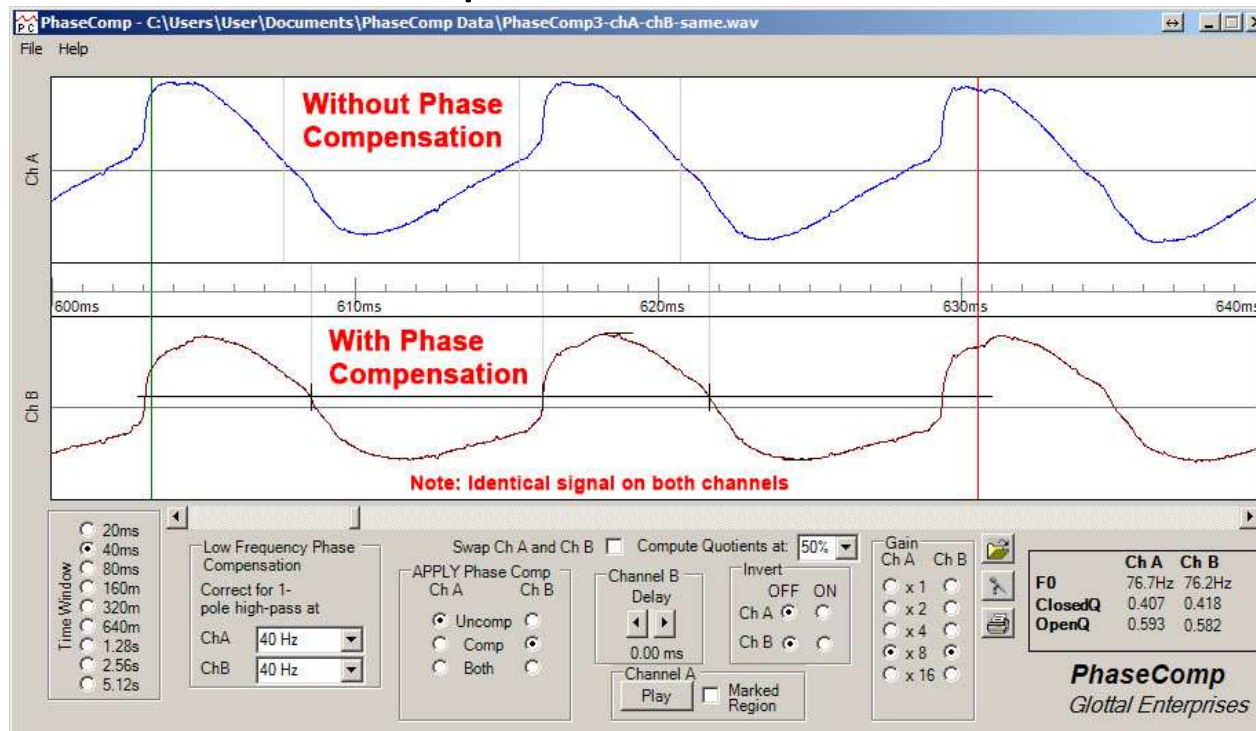 PhaseComp - C:\Users\User\Documents\PhaseComp Data\PhaseComp3-chA-chB-same.wav
File Help
Without Phase
Compensation
Ch A
600ms 610ms 620ms 630ms 640ms
With Phase
Compensation
Ch B
Note: Identical signal on both channels
Time Window
20ms
40ms
80ms
160m
320m
640m
1.28s
2.56s
5.12s
Low Frequency Phase
Compensation
Correct for 1-
pole high-pass at
ChA 40 Hz
ChB 40 Hz
Swap Ch A and Ch B
Compute Quotients at: 50%
APPLY Phase Comp
Ch A Ch B
Uncomp
Comp
Both
Channel B
Delay
0.00 ms
Invert
OFF ON
Ch A
Ch B
Channel A
Play
Marked
Region
Gain
Ch A Ch B
x 1
x 2
x 4
x 8
x 16
Ch A Ch B
F0 76.7Hz 76.2Hz
ClosedQ 0.407 0.418
OpenQ 0.593 0.582
PhaseComp
Glottal Enterprises